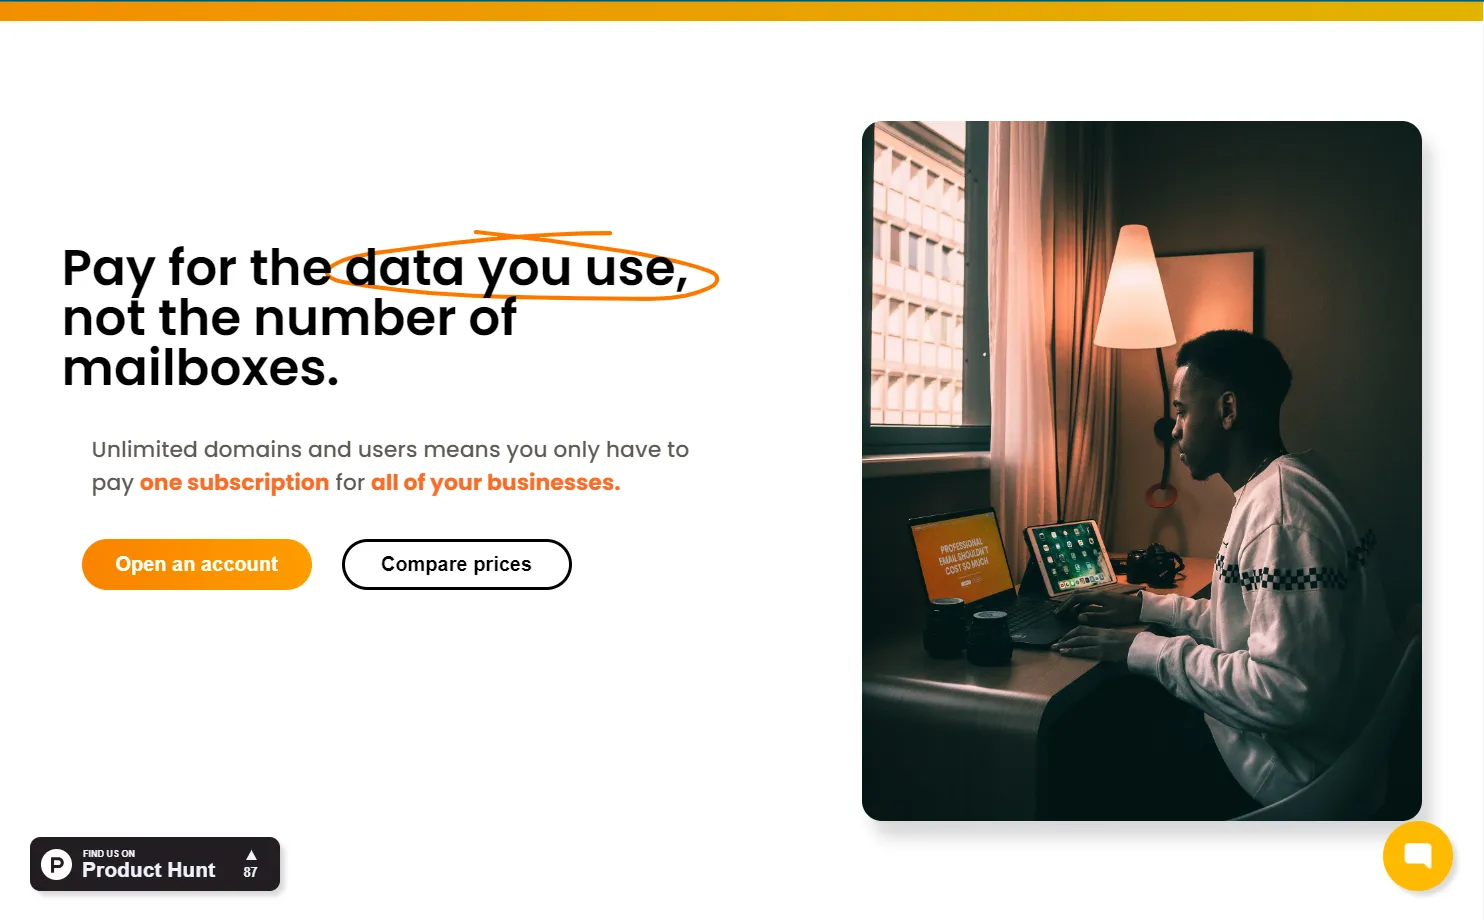 Pay for the data you use,
not the number of
mailboxes.
Unlimited domains and users means you only have to
pay one subscription for all of your businesses.
Open an account
Compare prices
PROFESSIONAL
EMAIL SHOULDN'T
COST SO MUCH
FIND US ON
Product Hunt
87